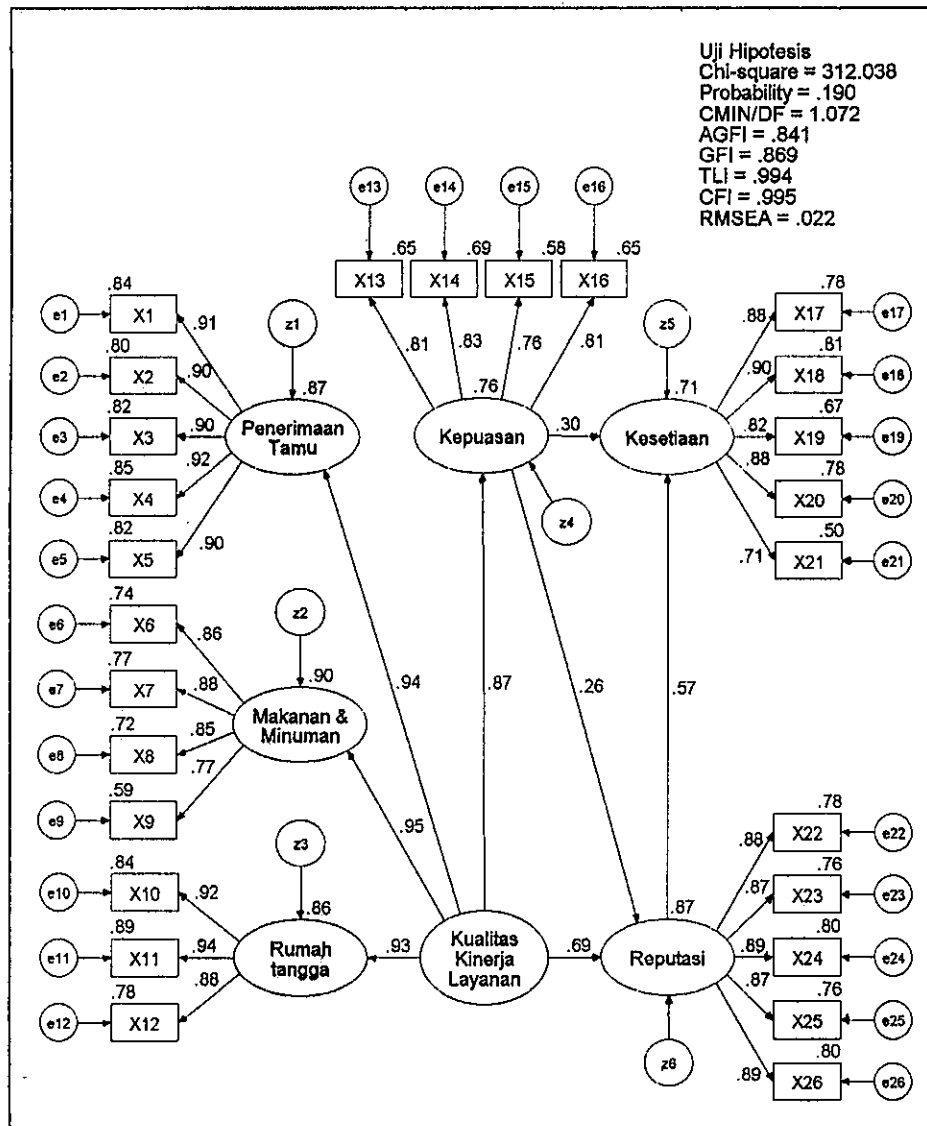 Uji Hipotesis
Chi-square = 312.038
Probability = .190
CMIN/DF = 1.072
AGFI = .841
GFI = .869
TLI = .994
CFI = .995
RMSEA = .022
e13
e14
e15
e16
.65
.69
.58
.65
X13
X14
X15
X16
.81
.83
.76
.81
e1
.84
X1
.91
e2
.80
X2
.90
e3
.82
X3
.90
e4
.85
X4
.92
e5
.82
X5
.90
z1
.87
Penerimaan
Tamu
.76
Kepuasan
z4
.30
z5
.71
Kesetiaan
.88
.78
X17
e17
.90
.81
X18
e18
.82
.67
X19
e19
.88
.78
X20
e20
.71
.50
X21
e21
e6
.74
X6
.86
e7
.77
X7
.88
e8
.72
X8
.85
e9
.59
X9
.77
z2
.90
Makanan &
Minuman
.94
.87
.26
.57
.95
e10
.84
X10
.92
e11
.89
X11
.94
e12
.78
X12
.88
z3
.86
Rumah
tangga
.93
Kualitas
Kinerja
Layanan
.69
.87
Reputasi
z6
.88
.78
X22
e22
.87
.76
X23
e23
.89
.80
X24
e24
.87
.76
X25
e25
.89
.80
X26
e26